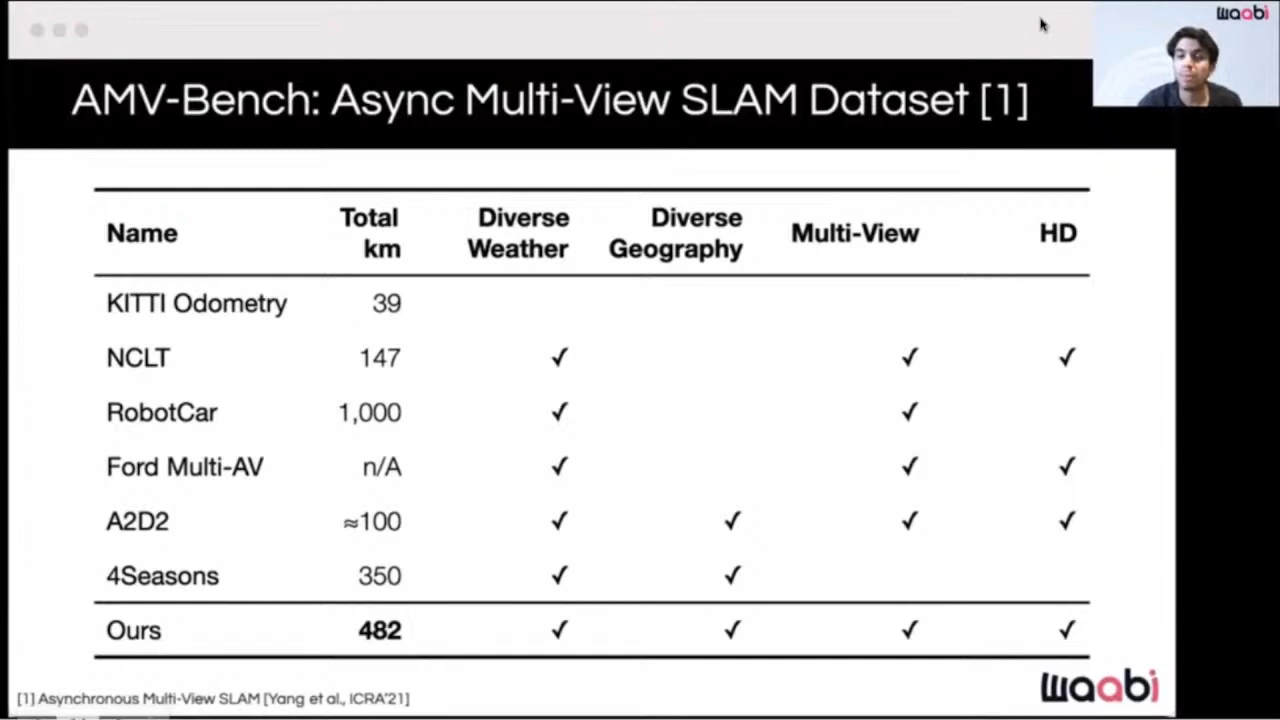 waabi
AMV-Bench: Async Multi-View SLAM Dataset [1]
Name Total km Diverse Weather Diverse Geography Multi-View HD
KITTI Odometry 39
NCLT 147 ✓ ✓ ✓
RobotCar 1,000 ✓ ✓
Ford Multi-AV n/A ✓ ✓ ✓
A2D2 ≈100 ✓ ✓ ✓ ✓
4Seasons 350 ✓ ✓
Ours 482 ✓ ✓ ✓ ✓
[1] Asynchronous Multi-View SLAM [Yang et al., ICRA'21]
waabi